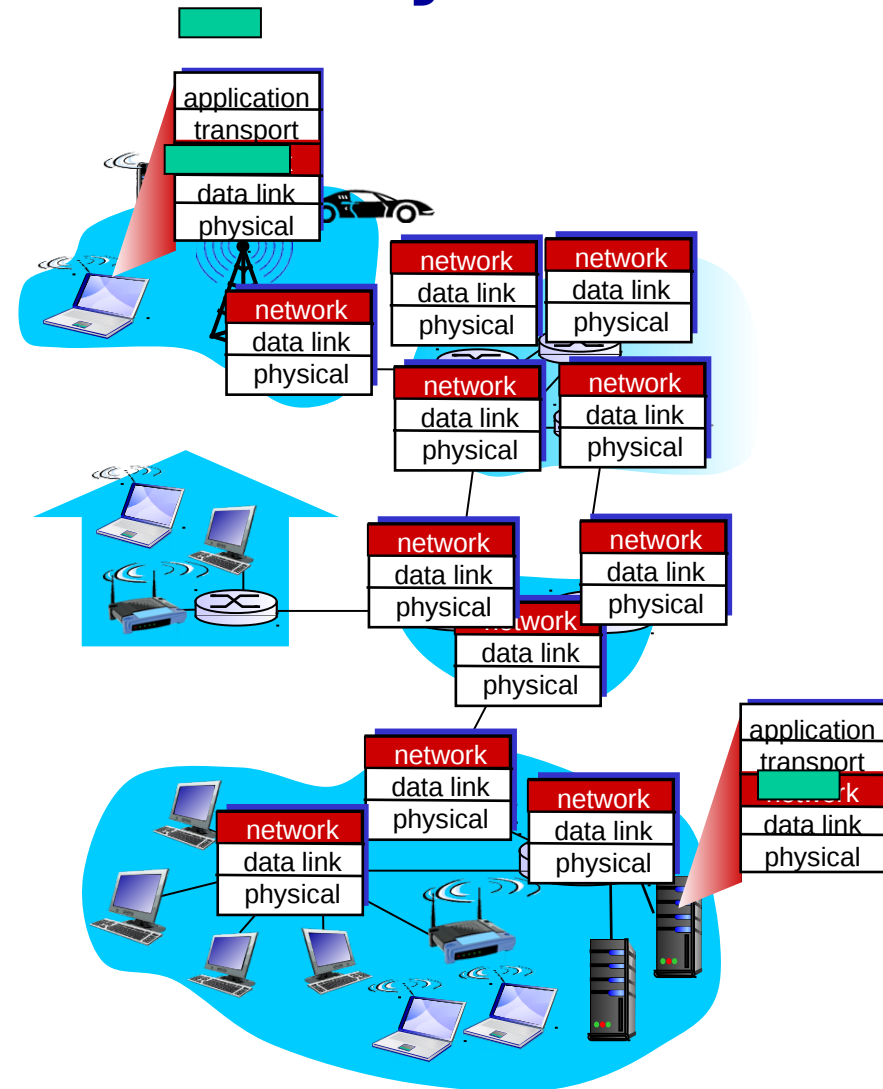 application
transport
data link
physical
network
data link
physical
network
data link
physical
network
data link
physical
network
data link
physical
network
data link
physical
network
data link
physical
network
data link
physical
data link
physical
application
transport
data link
physical
network
data link
physical
network
data link
physical
network
data link
physical